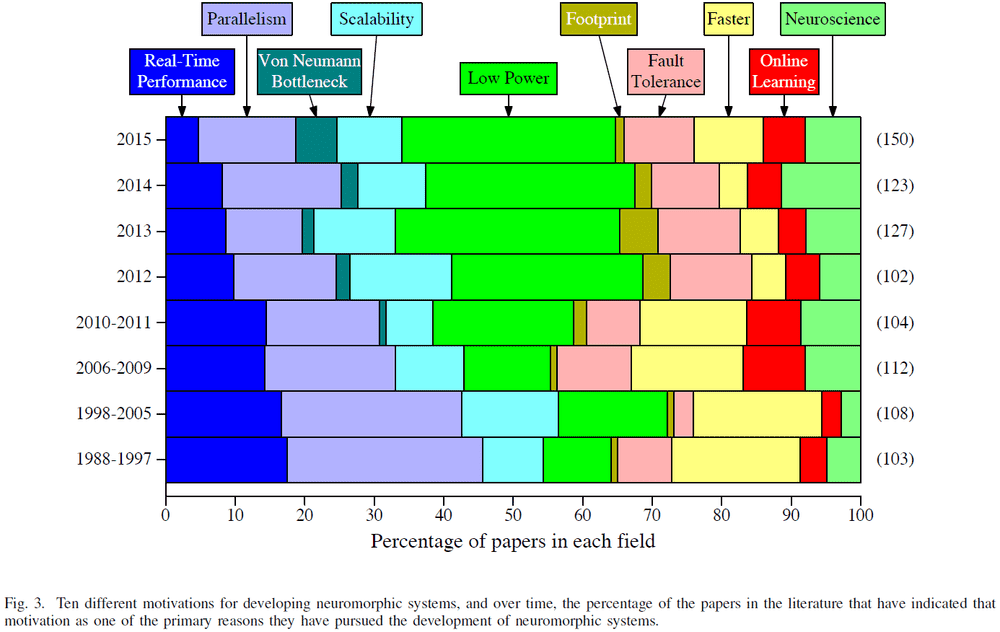 Parallelism
Scalability
Footprint
Faster
Neuroscience
Real-Time
Performance
Von Neumann
Bottleneck
Low Power
Fault
Tolerance
Online
Learning
2015
(150)
2014
(123)
2013
(127)
2012
(102)
2010-2011
(104)
2006-2009
(112)
1998-2005
(108)
1988-1997
(103)
0 10 20 30 40 50 60 70 80 90 100
Percentage of papers in each field
Fig. 3. Ten different motivations for developing neuromorphic systems, and over time, the percentage of the papers in the literature that have indicated that
motivation as one of the primary reasons they have pursued the development of neuromorphic systems.